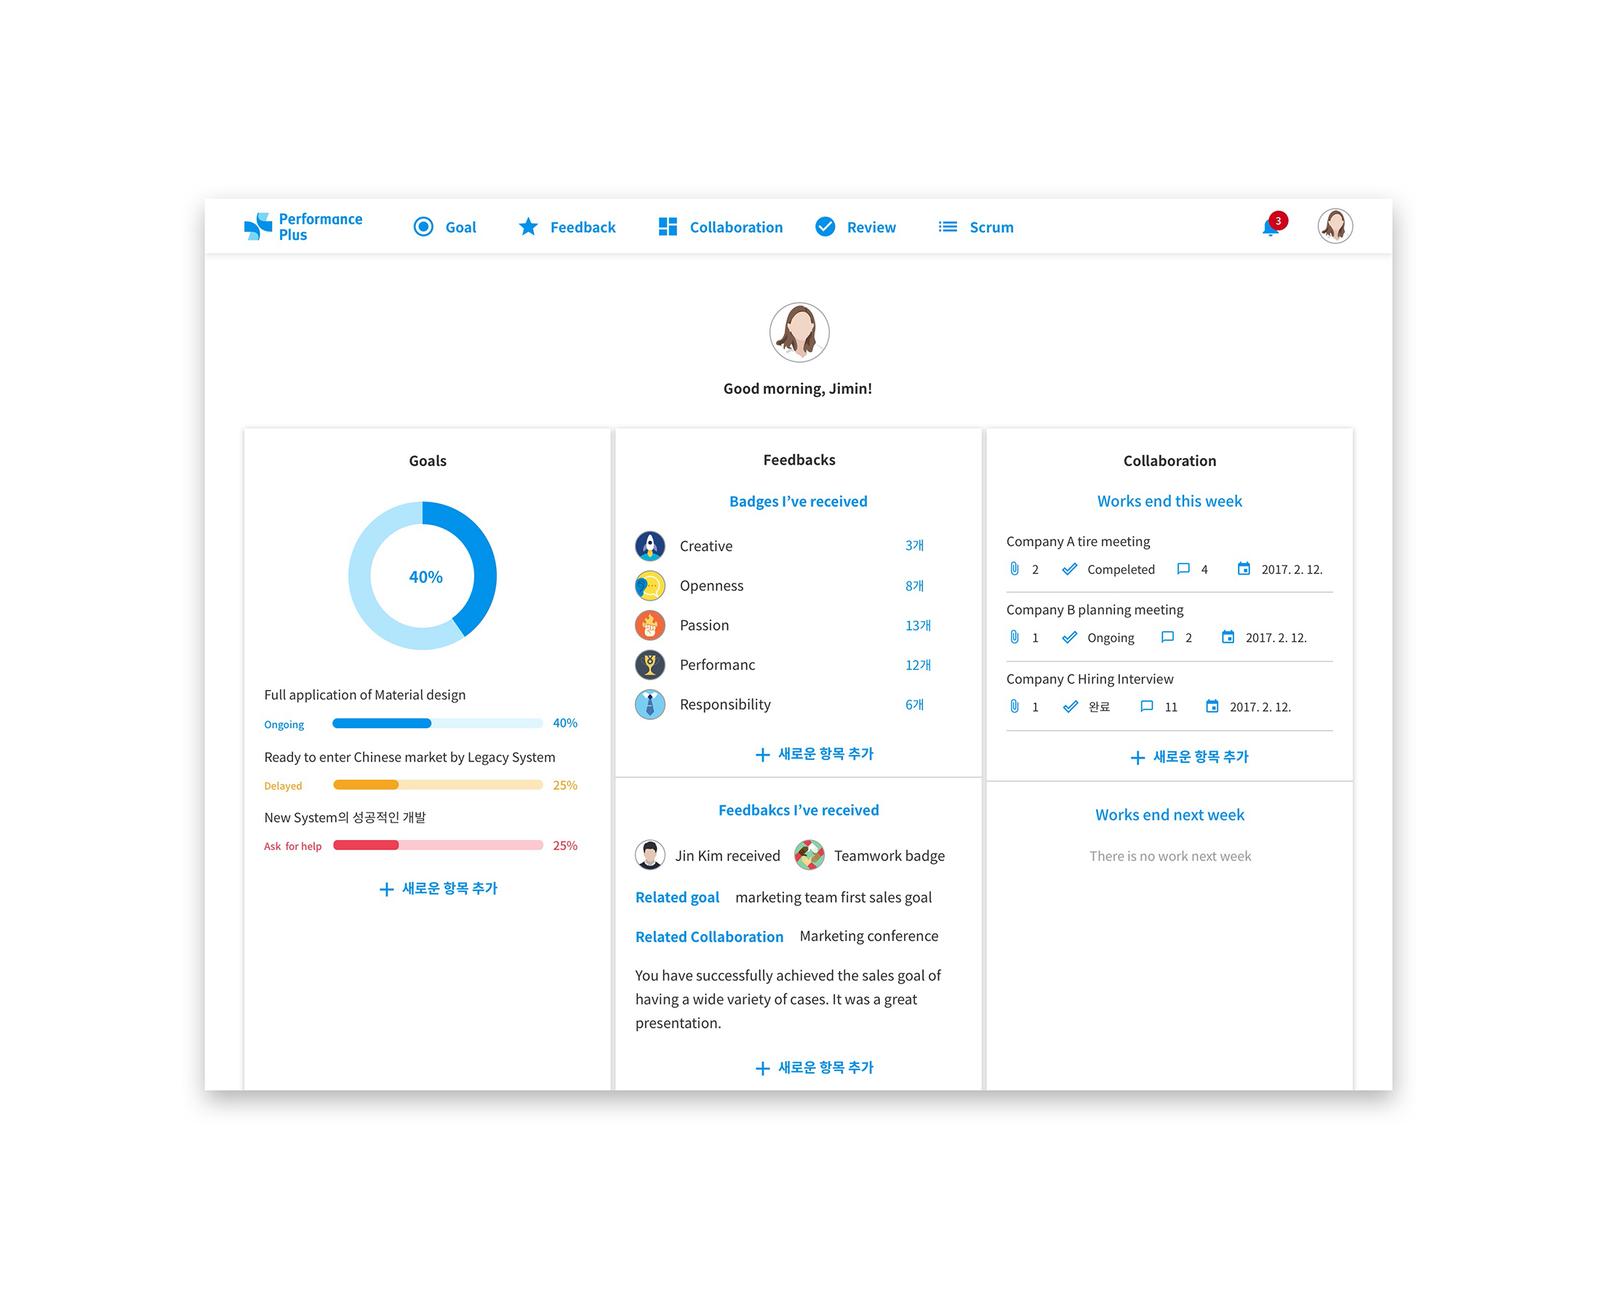 Performance
Plus
Goal
Feedback
Collaboration
Review
Scrum
3
Good morning, Jimin!
Goals
40%
Full application of Material design
Ongoing 40%
Ready to enter Chinese market by Legacy System
Delayed 25%
New System의 성공적인 개발
Ask for help 25%
새로운 항목 추가
Feedbacks
Badges I've received
Creative 3개
Openness 8개
Passion 13개
Performanc 12개
Responsibility 6개
새로운 항목 추가
Feedbakcs I've received
Jin Kim received Teamwork badge
Related goal marketing team first sales goal
Related Collaboration Marketing conference
You have successfully achieved the sales goal of
having a wide variety of cases. It was a great
presentation.
새로운 항목 추가
Collaboration
Works end this week
Company A tire meeting
2 Compeleted 4 2017. 2. 12.
Company B planning meeting
1 Ongoing 2 2017. 2. 12.
Company C Hiring Interview
1 완료 11 2017. 2. 12.
새로운 항목 추가
Works end next week
There is no work next week